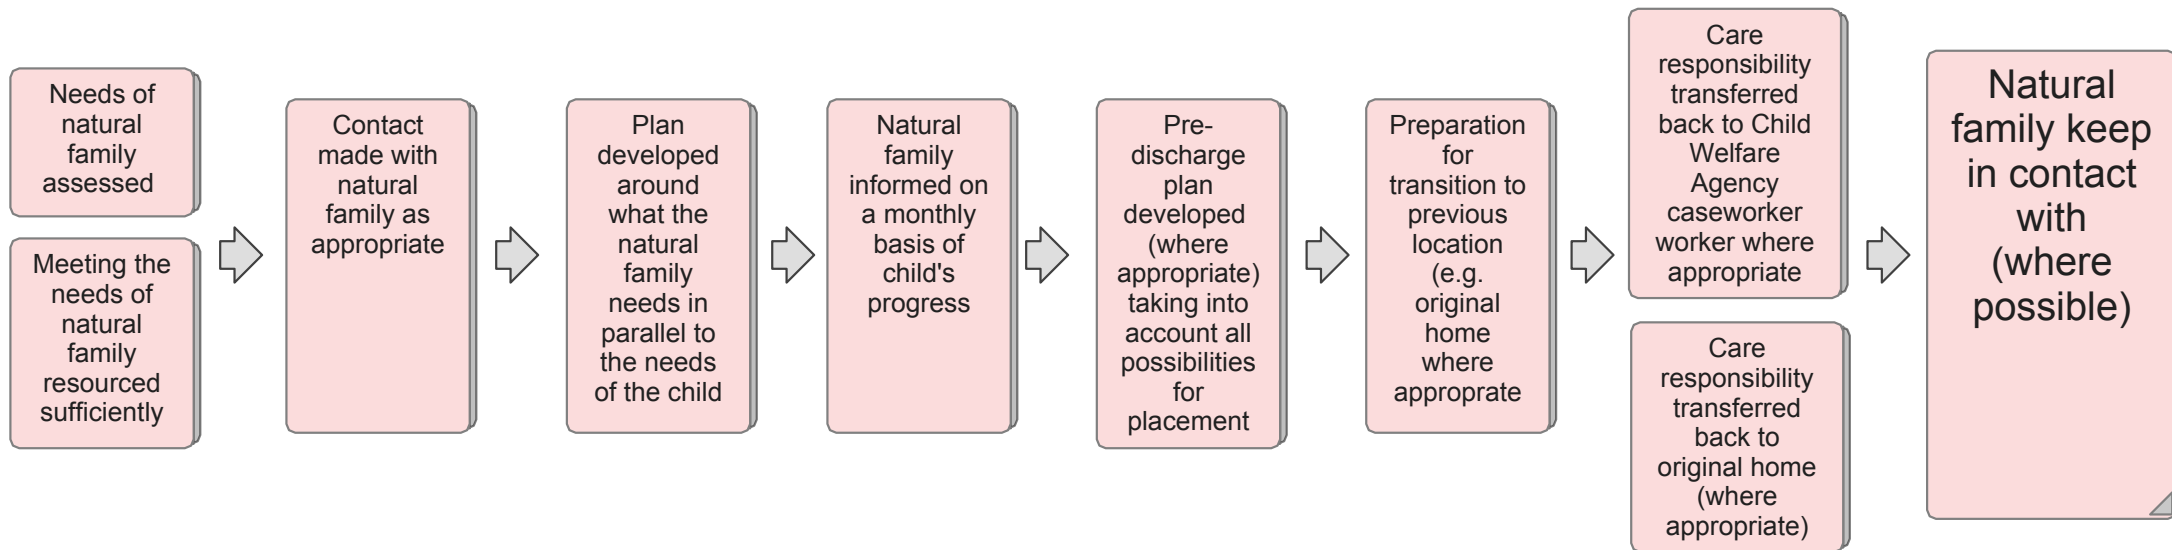 Needs of
natural
family
assessed
Meeting the
needs of
natural
family
resourced
sufficiently
Contact
made with
natural
family as
appropriate
Plan
developed
around
what the
natural
family
needs in
parallel to
the needs
of the child
Natural
family
informed on
a monthly
basis of
child's
progress
Pre-
discharge
plan
developed
(where
appropriate)
taking into
account all
possibilities
for
placement
Preparation
for
transition to
previous
location
(e.g.
original
home
where
approprate
Care
responsibility
transferred
back to Child
Welfare
Agency
caseworker
worker where
appropriate
Care
responsibility
transferred
back to
original home
(where
appropriate)
Natural
family keep
in contact
with
(where
possible)